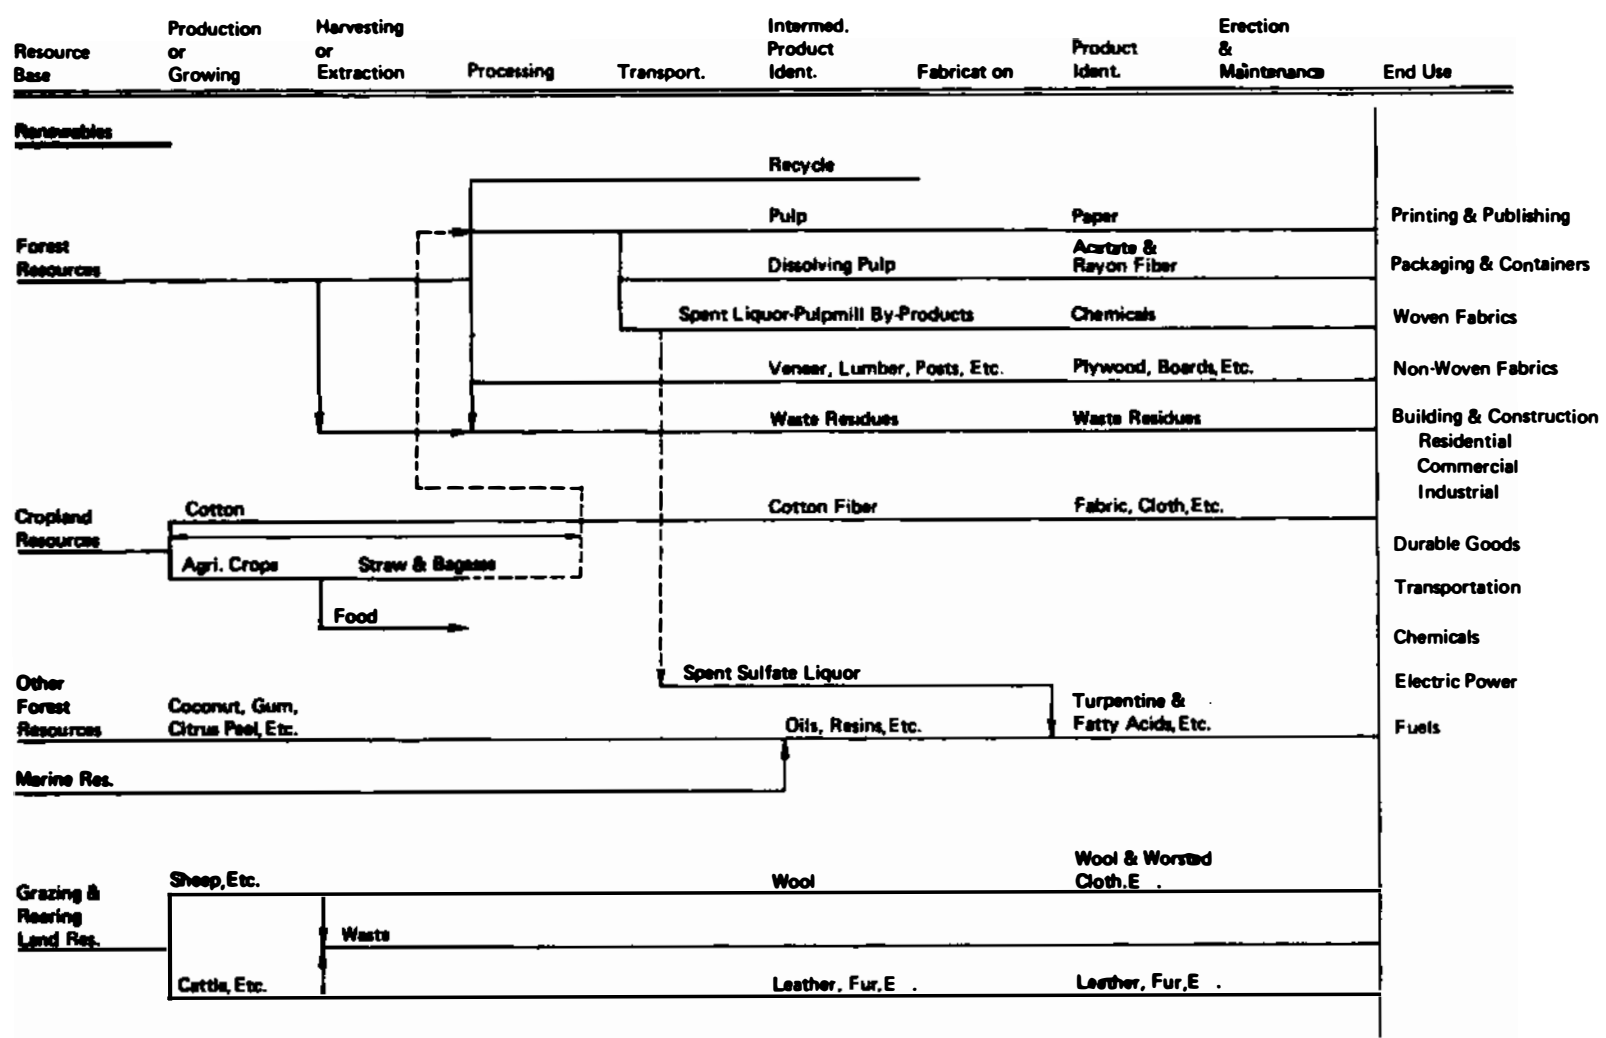 Resource
Base
Production
or
Growing
Harvesting
or
Extraction
Processing
Transport.
Intermed.
Product
Ident.
Fabricat on
Product
Ident.
Erection
&
Maintenance
End Use
Renewables
Recycle
Forest
Resources
Pulp
Paper
Printing & Publishing
Dissolving Pulp
Acetate &
Rayon Fiber
Packaging & Containers
Spent Liquor-Pulpmill By-Products
Chemicals
Woven Fabrics
Veneer, Lumber, Posts, Etc.
Plywood, Boards, Etc.
Non-Woven Fabrics
Waste Residues
Waste Residues
Building & Construction
Residential
Commercial
Industrial
Cropland
Resources
Cotton
Cotton Fiber
Fabric, Cloth, Etc.
Agri. Crops
Straw & Bagasse
Food
Durable Goods
Transportation
Chemicals
Electric Power
Fuels
Other
Forest
Resources
Coconut, Gum,
Citrus Peel, Etc.
Spent Sulfate Liquor
Oils, Resins, Etc.
Turpentine &
Fatty Acids, Etc.
Marine Res.
Grazing &
Rearing
Land Res.
Sheep, Etc.
Wool
Wool & Worsted
Cloth.E .
Waste
Cattle, Etc.
Leather, Fur,E .
Leather, Fur,E .